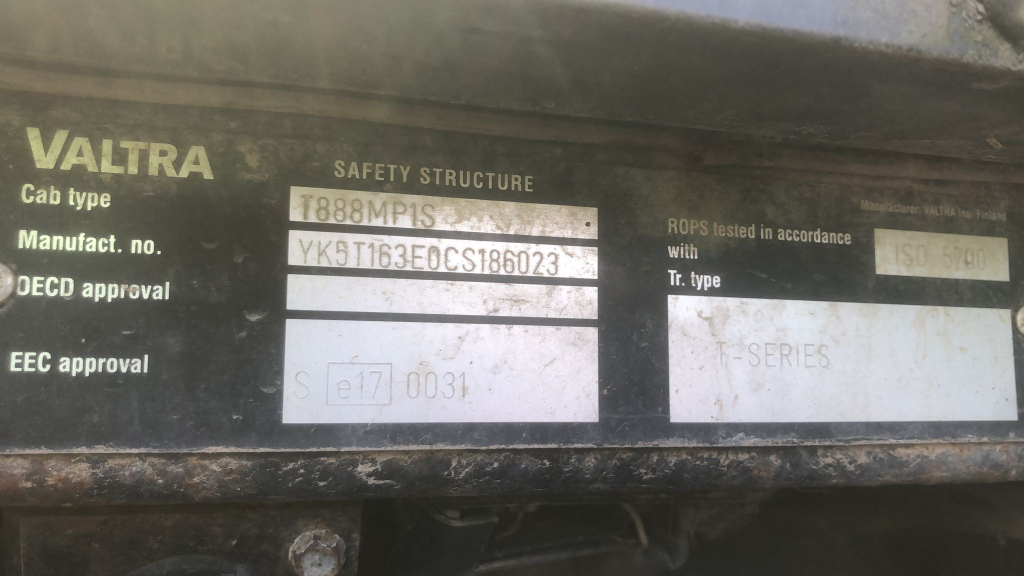 VALTRA
SAFETY STRUCTURE
Cab type T888MP1S
Manufact. no. YK5T163E0CS186023
OECD approval
EEC approval S e17 0031
Manufacturer: VALTRA Inc. Finland
ROPS tested in accordance
with ISO 5700
Tr. type
T-SERIES